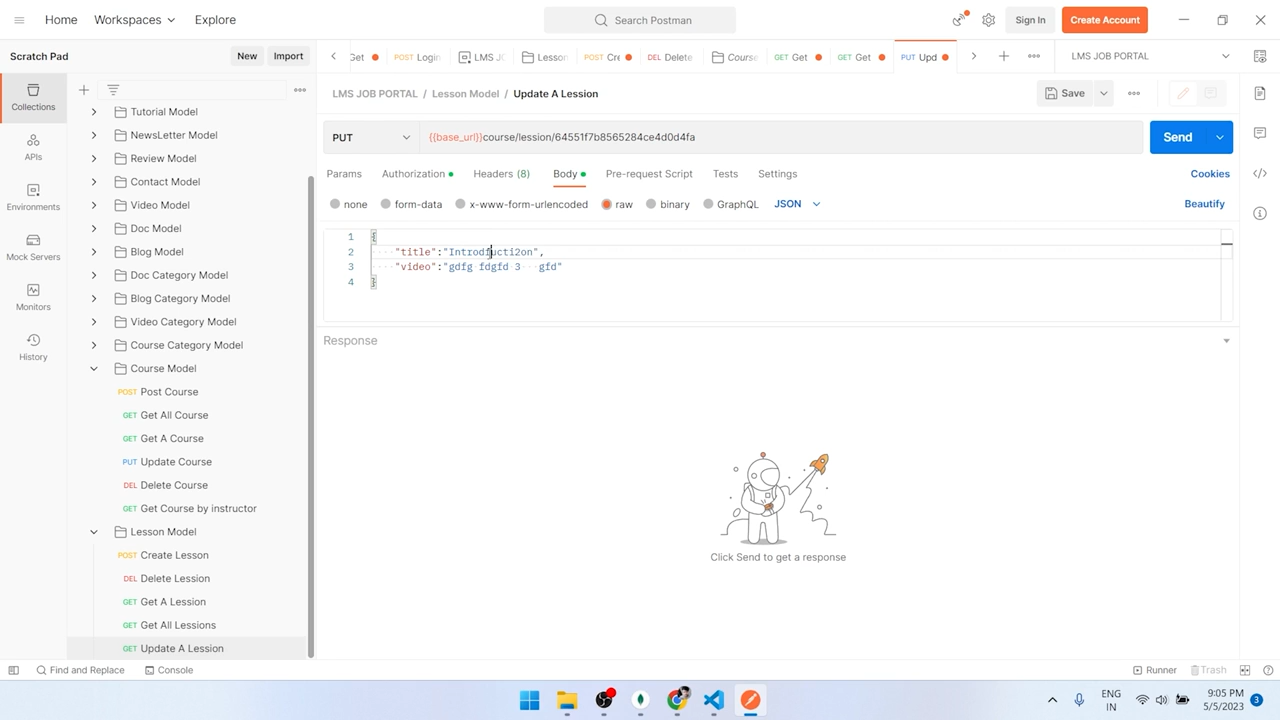 Home Workspaces Explore
Search Postman
Sign In
Create Account
Scratch Pad
New
Import
Get
POST Login
LMS J
Lesson
POST Cre
DEL Delete
Course
GET Get
GET Get
PUT Upd
LMS JOB PORTAL
Collections
APIs
Environments
Mock Servers
Monitors
History
Tutorial Model
NewsLetter Model
Review Model
Contact Model
Video Model
Doc Model
Blog Model
Doc Category Model
Blog Category Model
Video Category Model
Course Category Model
Course Model
POST Post Course
GET Get All Course
GET Get A Course
PUT Update Course
DEL Delete Course
GET Get Course by instructor
Lesson Model
POST Create Lesson
DEL Delete Lession
GET Get A Lession
GET Get All Lessions
GET Update A Lession
LMS JOB PORTAL / Lesson Model / Update A Lession
Save
PUT
{{base_url}}course/lession/64551f7b8565284ce4d0d4fa
Send
Params Authorization Headers (8) Body Pre-request Script Tests Settings
Cookies
none form-data x-www-form-urlencoded raw binary GraphQL JSON
Beautify
1 {
2 "title":"Introdfucti2on",
3 "video":"gdfg fdgfd 3 gfd"
4 }
Response
Click Send to get a response
Find and Replace Console
Runner Trash
ENG
IN
9:05 PM
5/5/2023
3